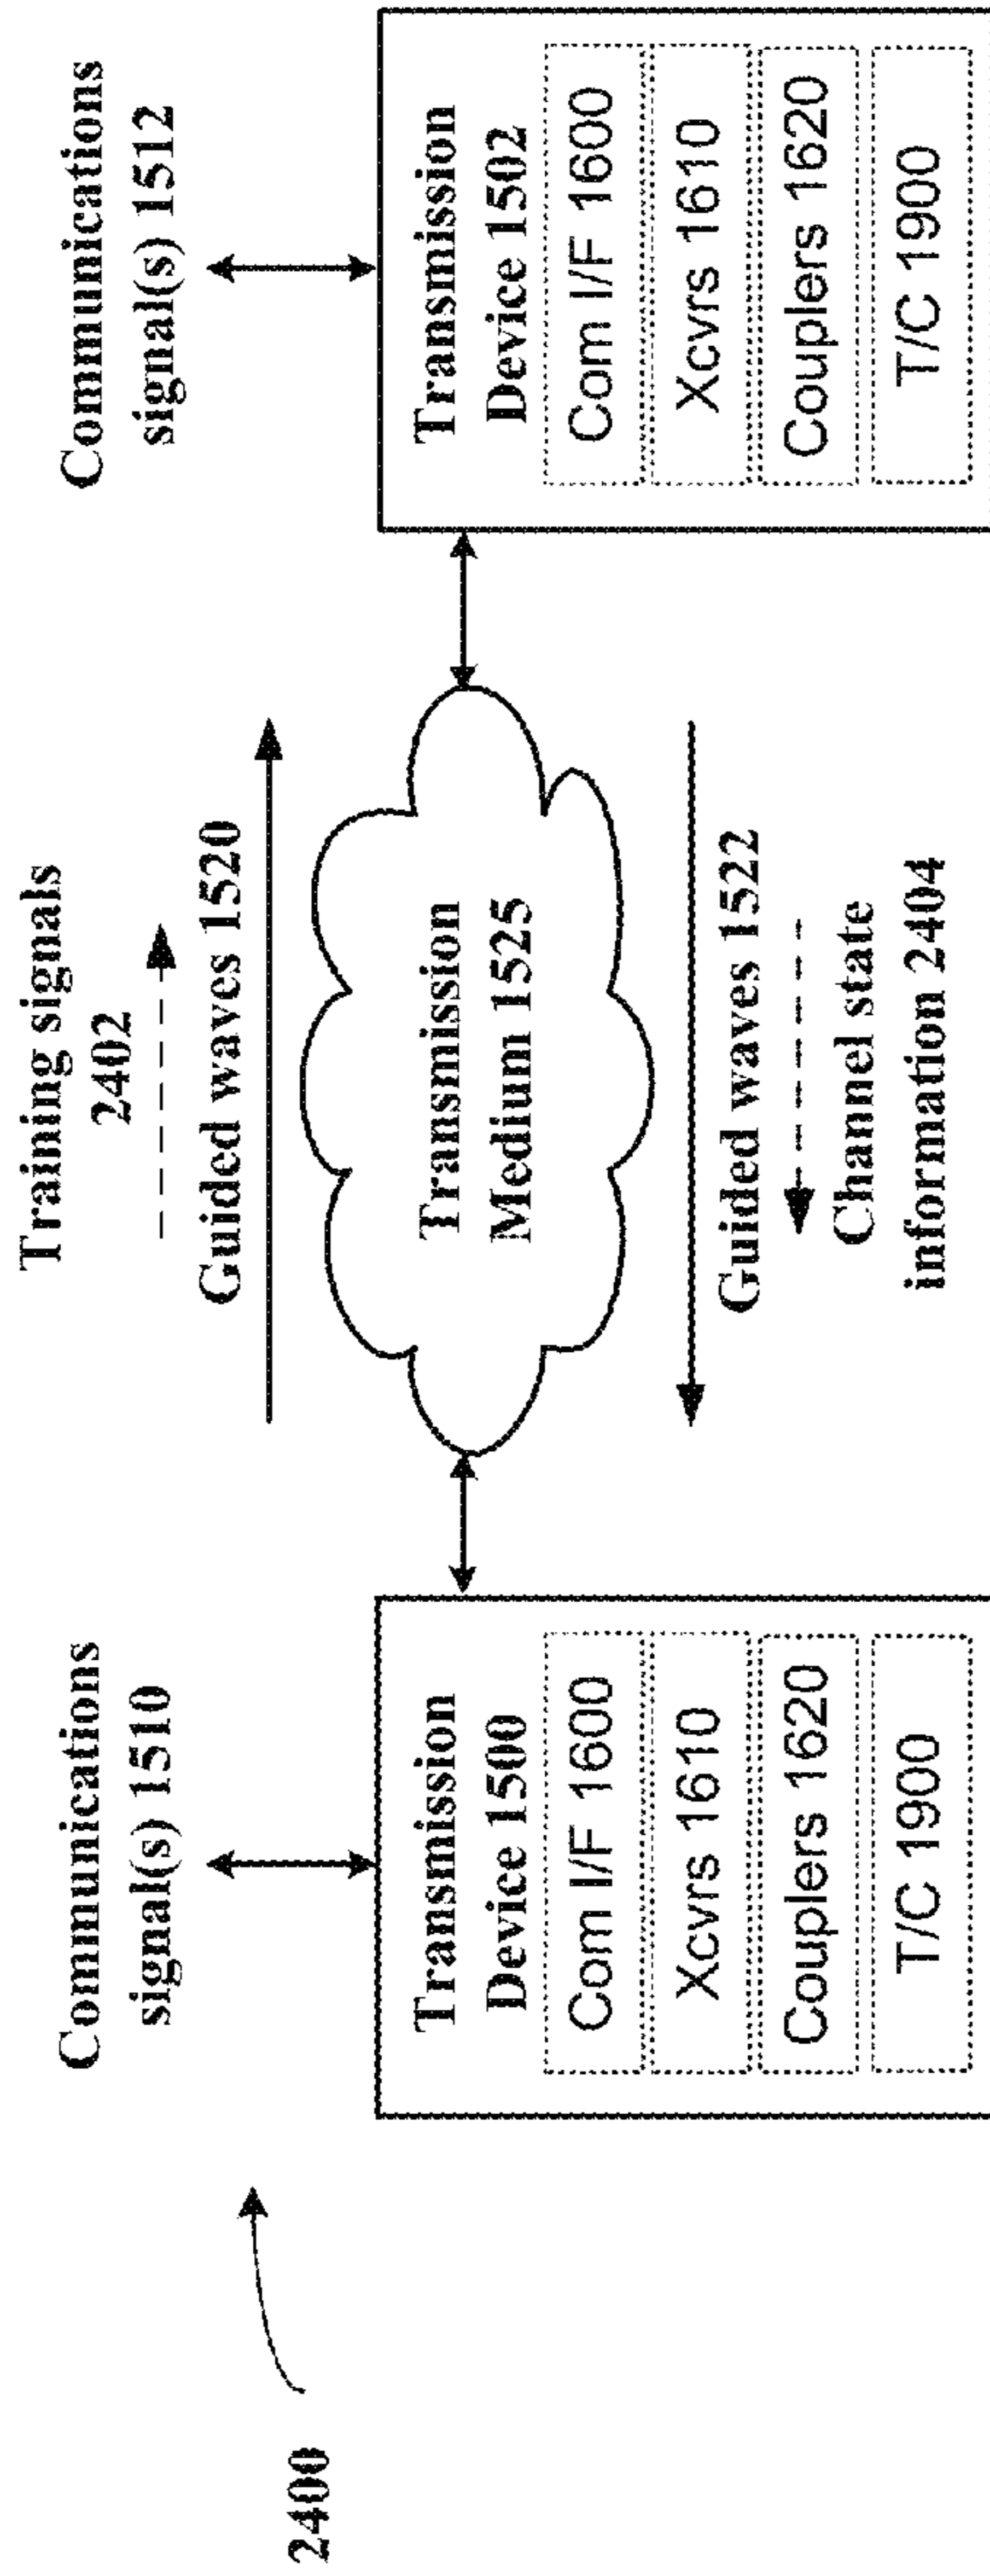 2400
Communications
signal(s) 1510
Transmission
Device 1500
Com I/F 1600
Xcvrs 1610
Couplers 1620
T/C 1900
Training signals
2402
Guided waves 1520
Transmission
Medium 1525
Guided waves 1522
Channel state
information 2404
Communications
signal(s) 1512
Transmission
Device 1502
Com I/F 1600
Xcvrs 1610
Couplers 1620
T/C 1900